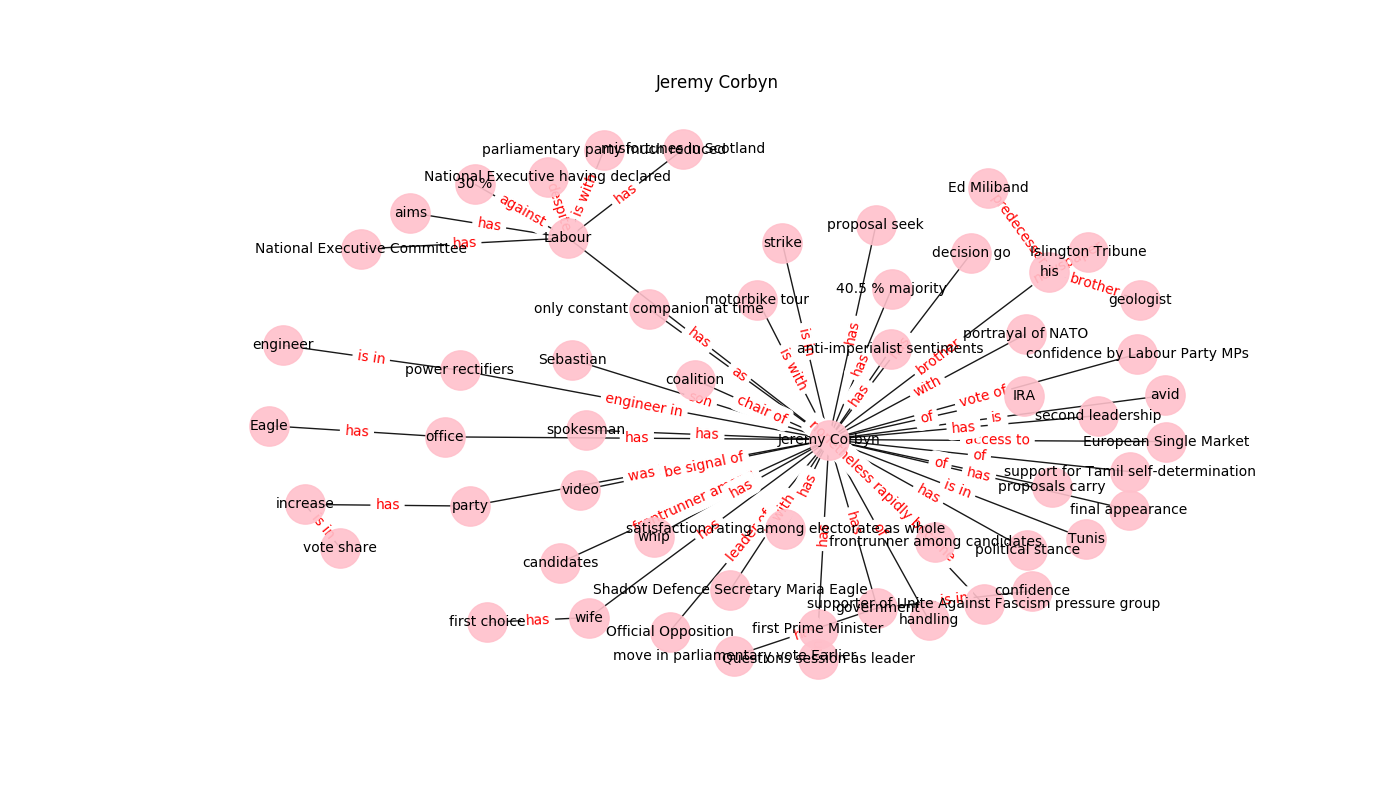 Jeremy Corbyn
parliamentary party much reduced
misfortunes in Scotland
National Executive having declared
30 %
is with
has
against
aims
has
National Executive Committee
has
Labour
Ed Miliband
proposal seek
strike
decision go
Islington Tribune
his
brother
geologist
40.5 % majority
motorbike tour
only constant companion at time
portrayal of NATO
anti-imperialist sentiments
confidence by Labour Party MPs
has
has
has
is in
is with
brother
with
engineer
is in
power rectifiers
Sebastian
coalition
has
as
son
chair of
engineer in
IRA
avid
vote of
of
is
has
second leadership
Eagle
has
office
spokesman
has
has
Jeremy Corbyn
access to
European Single Market
of
support for Tamil self-determination
of
has
proposals carry
was
be signal of
video
increase
has
party
is in
has
final appearance
is in
vote share
has
has
has
leader of
with
satisfaction rating among electorate as whole
whip
has
has
of
frontrunner among candidates
political stance
Tunis
candidates
Shadow Defence Secretary Maria Eagle
confidence
is in
supporter of Unite Against Fascism pressure group
government
handling
first choice
has
wife
Official Opposition
first Prime Minister
move in parliamentary vote Earlier
Questions session as leader